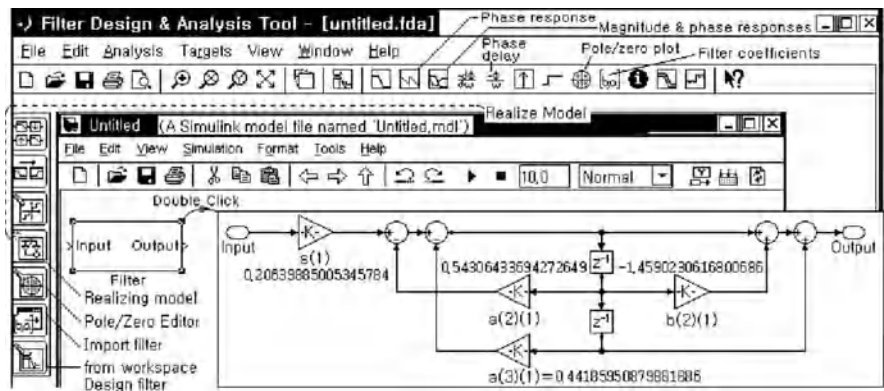 Filter Design & Analysis Tool - [untitled.fda]
Phase response
Magnitude & phase responses
File Edit Analysis Targets View Window Help
Phase delay
Pole/zero plot
Filter coefficients
Realize Model
Untitled (A Simulink model file named 'Untitled.mdl')
File Edit View Simulation Format Tools Help
10,0 Normal
Double Click
Input Output
Filter
Input
-K-
s(1)
0,20639885005345784
0,54306433694272649
z-1
-1,4590230616800686
Output
-K-
a(2)(1)
-K-
b(2)(1)
z-1
-K-
a(3)(1)=0,44185950879881886
Realizing model
Pole/Zero Editor
Import filter
from workspace
Design filter